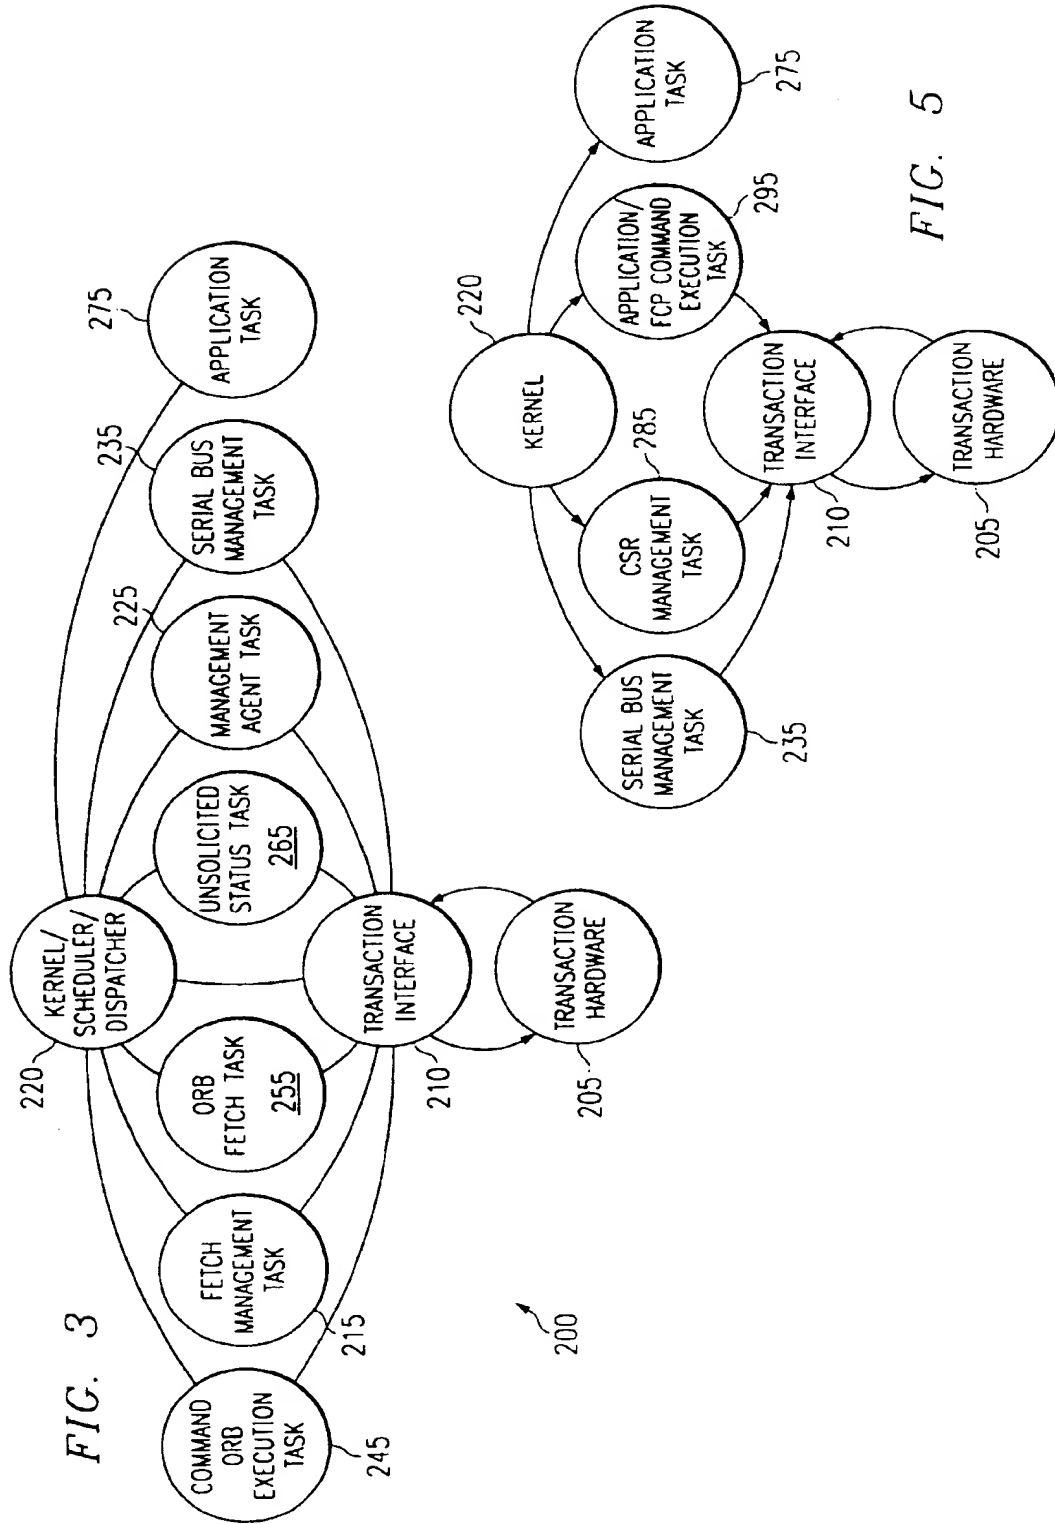 FIG. 3
KERNEL/
SCHEDULER/
DISPATCHER
220
COMMAND
ORB
EXECUTION
TASK
245
FETCH
MANAGEMENT
TASK
215
ORB
FETCH TASK
255
UNSOLICITED
STATUS TASK
265
MANAGEMENT
AGENT TASK
225
SERIAL BUS
MANAGEMENT
TASK
235
APPLICATION
TASK
275
TRANSACTION
INTERFACE
210
TRANSACTION
HARDWARE
205
200
FIG. 5
KERNEL
220
SERIAL BUS
MANAGEMENT
TASK
235
CSR
MANAGEMENT
TASK
285
APPLICATION/
FCP COMMAND
EXECUTION
TASK
295
APPLICATION
TASK
275
TRANSACTION
INTERFACE
210
TRANSACTION
HARDWARE
205